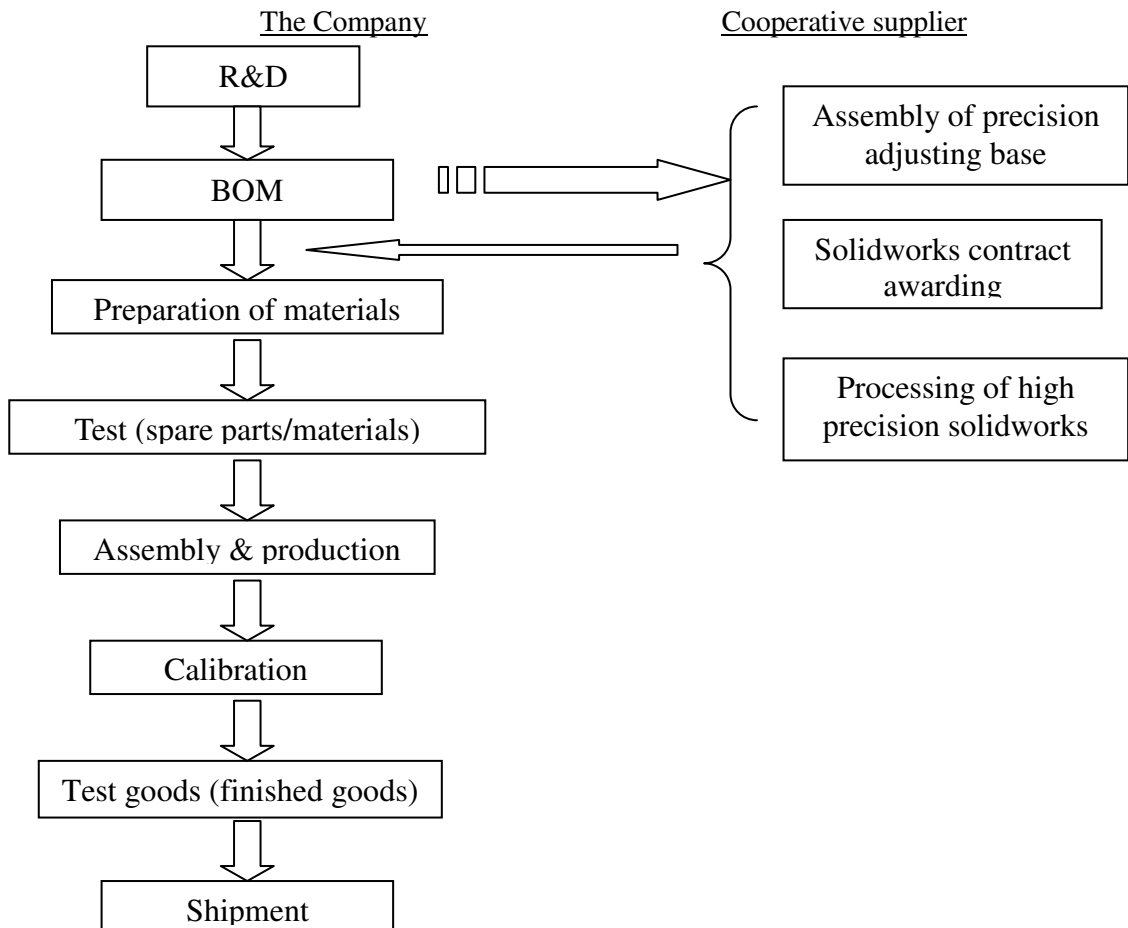 The Company
Cooperative supplier
R&D
BOM
Preparation of materials
Test (spare parts/materials)
Assembly & production
Calibration
Test goods (finished goods)
Shipment
Assembly of precision
adjusting base
Solidworks contract
awarding
Processing of high
precision solidworks